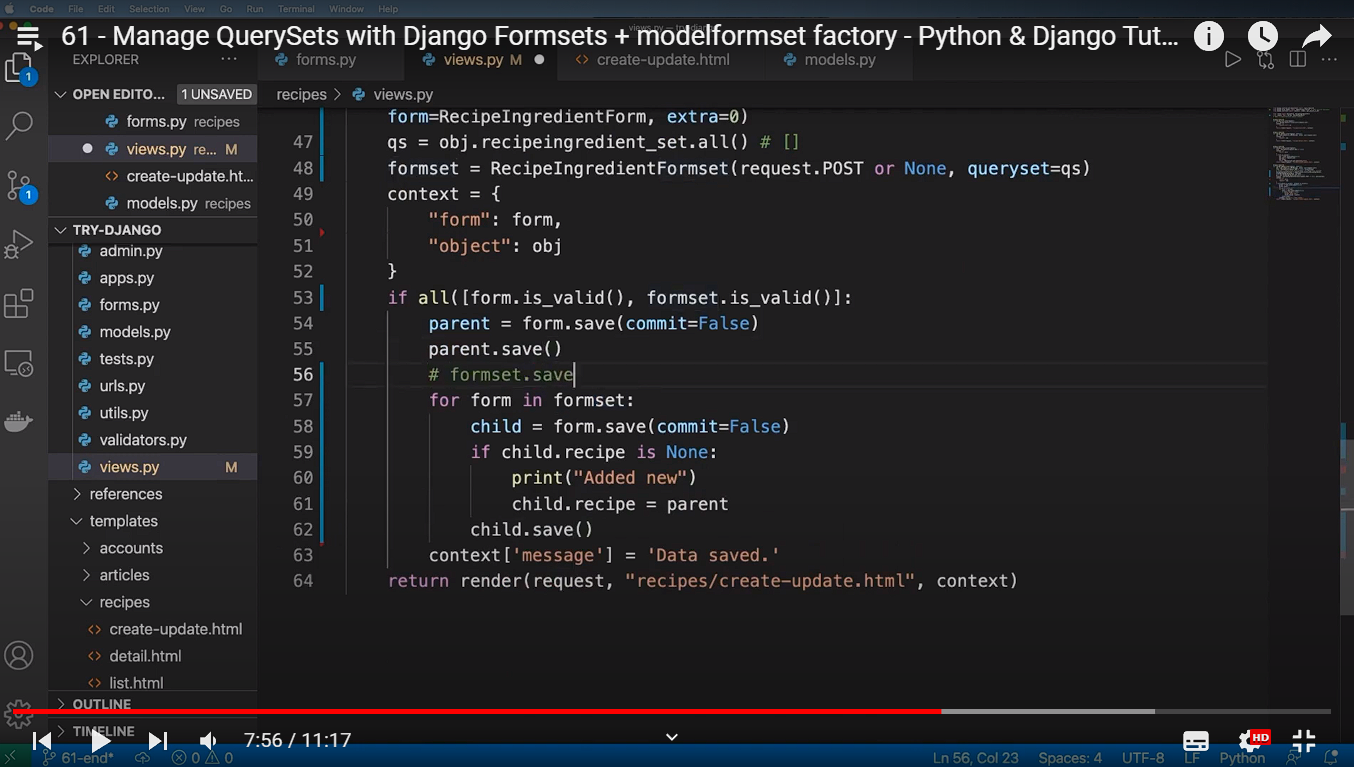 Code File Edit Selection View Go Run Terminal Window Help
61 - Manage QuerySets with Django Formsets + modelformset factory - Python & Django Tut...
EXPLORER ...
forms.py
views.py M
create-update.html
models.py
1
OPEN EDITO... 1 UNSAVED
recipes > views.py
forms.py recipes
views.py re... M
create-update.ht...
models.py recipes
1
TRY-DJANGO
admin.py
apps.py
forms.py
models.py
tests.py
urls.py
utils.py
validators.py
views.py M
references
templates
accounts
articles
recipes
create-update.html
detail.html
list.html
OUTLINE
TIMELINE
form=RecipeIngredientForm, extra=0)
47 qs = obj.recipeingredient_set.all() # []
48 formset = RecipeIngredientFormset(request.POST or None, queryset=qs)
49 context = {
50 "form": form,
51 "object": obj
52 }
53 if all([form.is_valid(), formset.is_valid()]:
54 parent = form.save(commit=False)
55 parent.save()
56 # formset.save
57 for form in formset:
58 child = form.save(commit=False)
59 if child.recipe is None:
60 print("Added new")
61 child.recipe = parent
62 child.save()
63 context['message'] = 'Data saved.'
64 return render(request, "recipes/create-update.html", context)
7:56 / 11:17
HD
61-end* 0 0 Ln 56, Col 23 Spaces: 4 UTF-8 LF Python